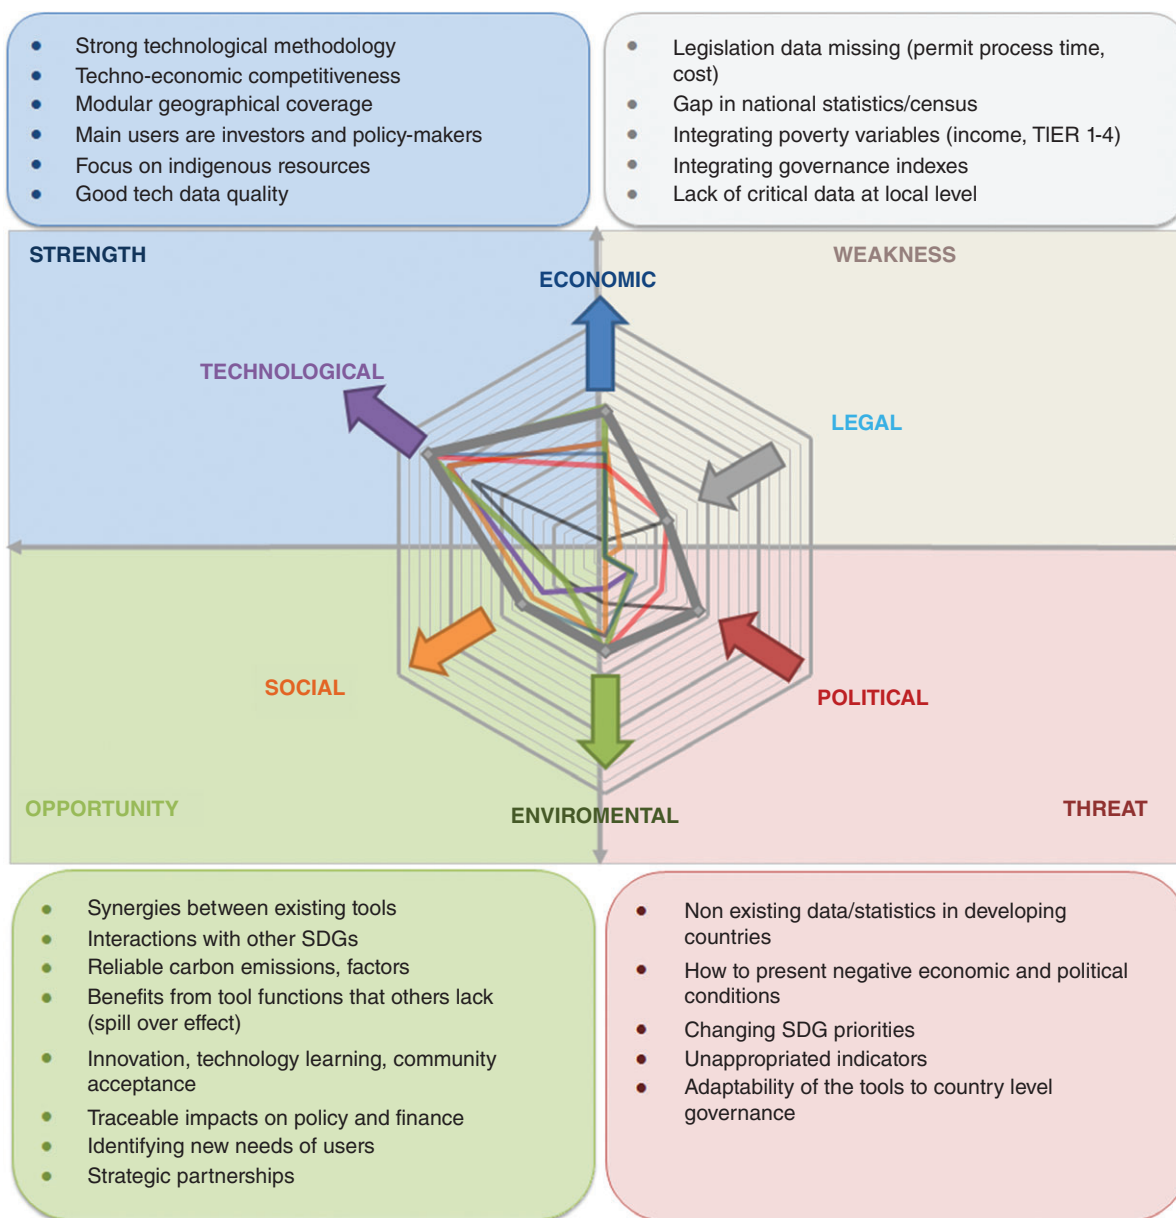 Strong technological methodology
Techno-economic competitiveness
Modular geographical coverage
Main users are investors and policy-makers
Focus on indigenous resources
Good tech data quality
Legislation data missing (permit process time,
cost)
Gap in national statistics/census
Integrating poverty variables (income, TIER 1-4)
Integrating governance indexes
Lack of critical data at local level
STRENGTH
WEAKNESS
ECONOMIC
TECHNOLOGICAL
LEGAL
SOCIAL
POLITICAL
OPPORTUNITY
ENVIROMENTAL
THREAT
Synergies between existing tools
Interactions with other SDGs
Reliable carbon emissions, factors
Benefits from tool functions that others lack
(spill over effect)
Innovation, technology learning, community
acceptance
Traceable impacts on policy and finance
Identifying new needs of users
Strategic partnerships
Non existing data/statistics in developing
countries
How to present negative economic and political
conditions
Changing SDG priorities
Unappropriated indicators
Adaptability of the tools to country level
governance